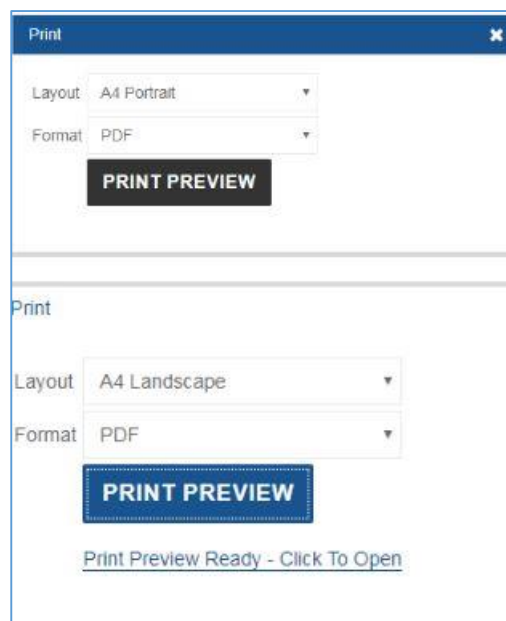 Print
Layout A4 Portrait
Format PDF
PRINT PREVIEW
Print
Layout A4 Landscape
Format PDF
PRINT PREVIEW
Print Preview Ready - Click To Open